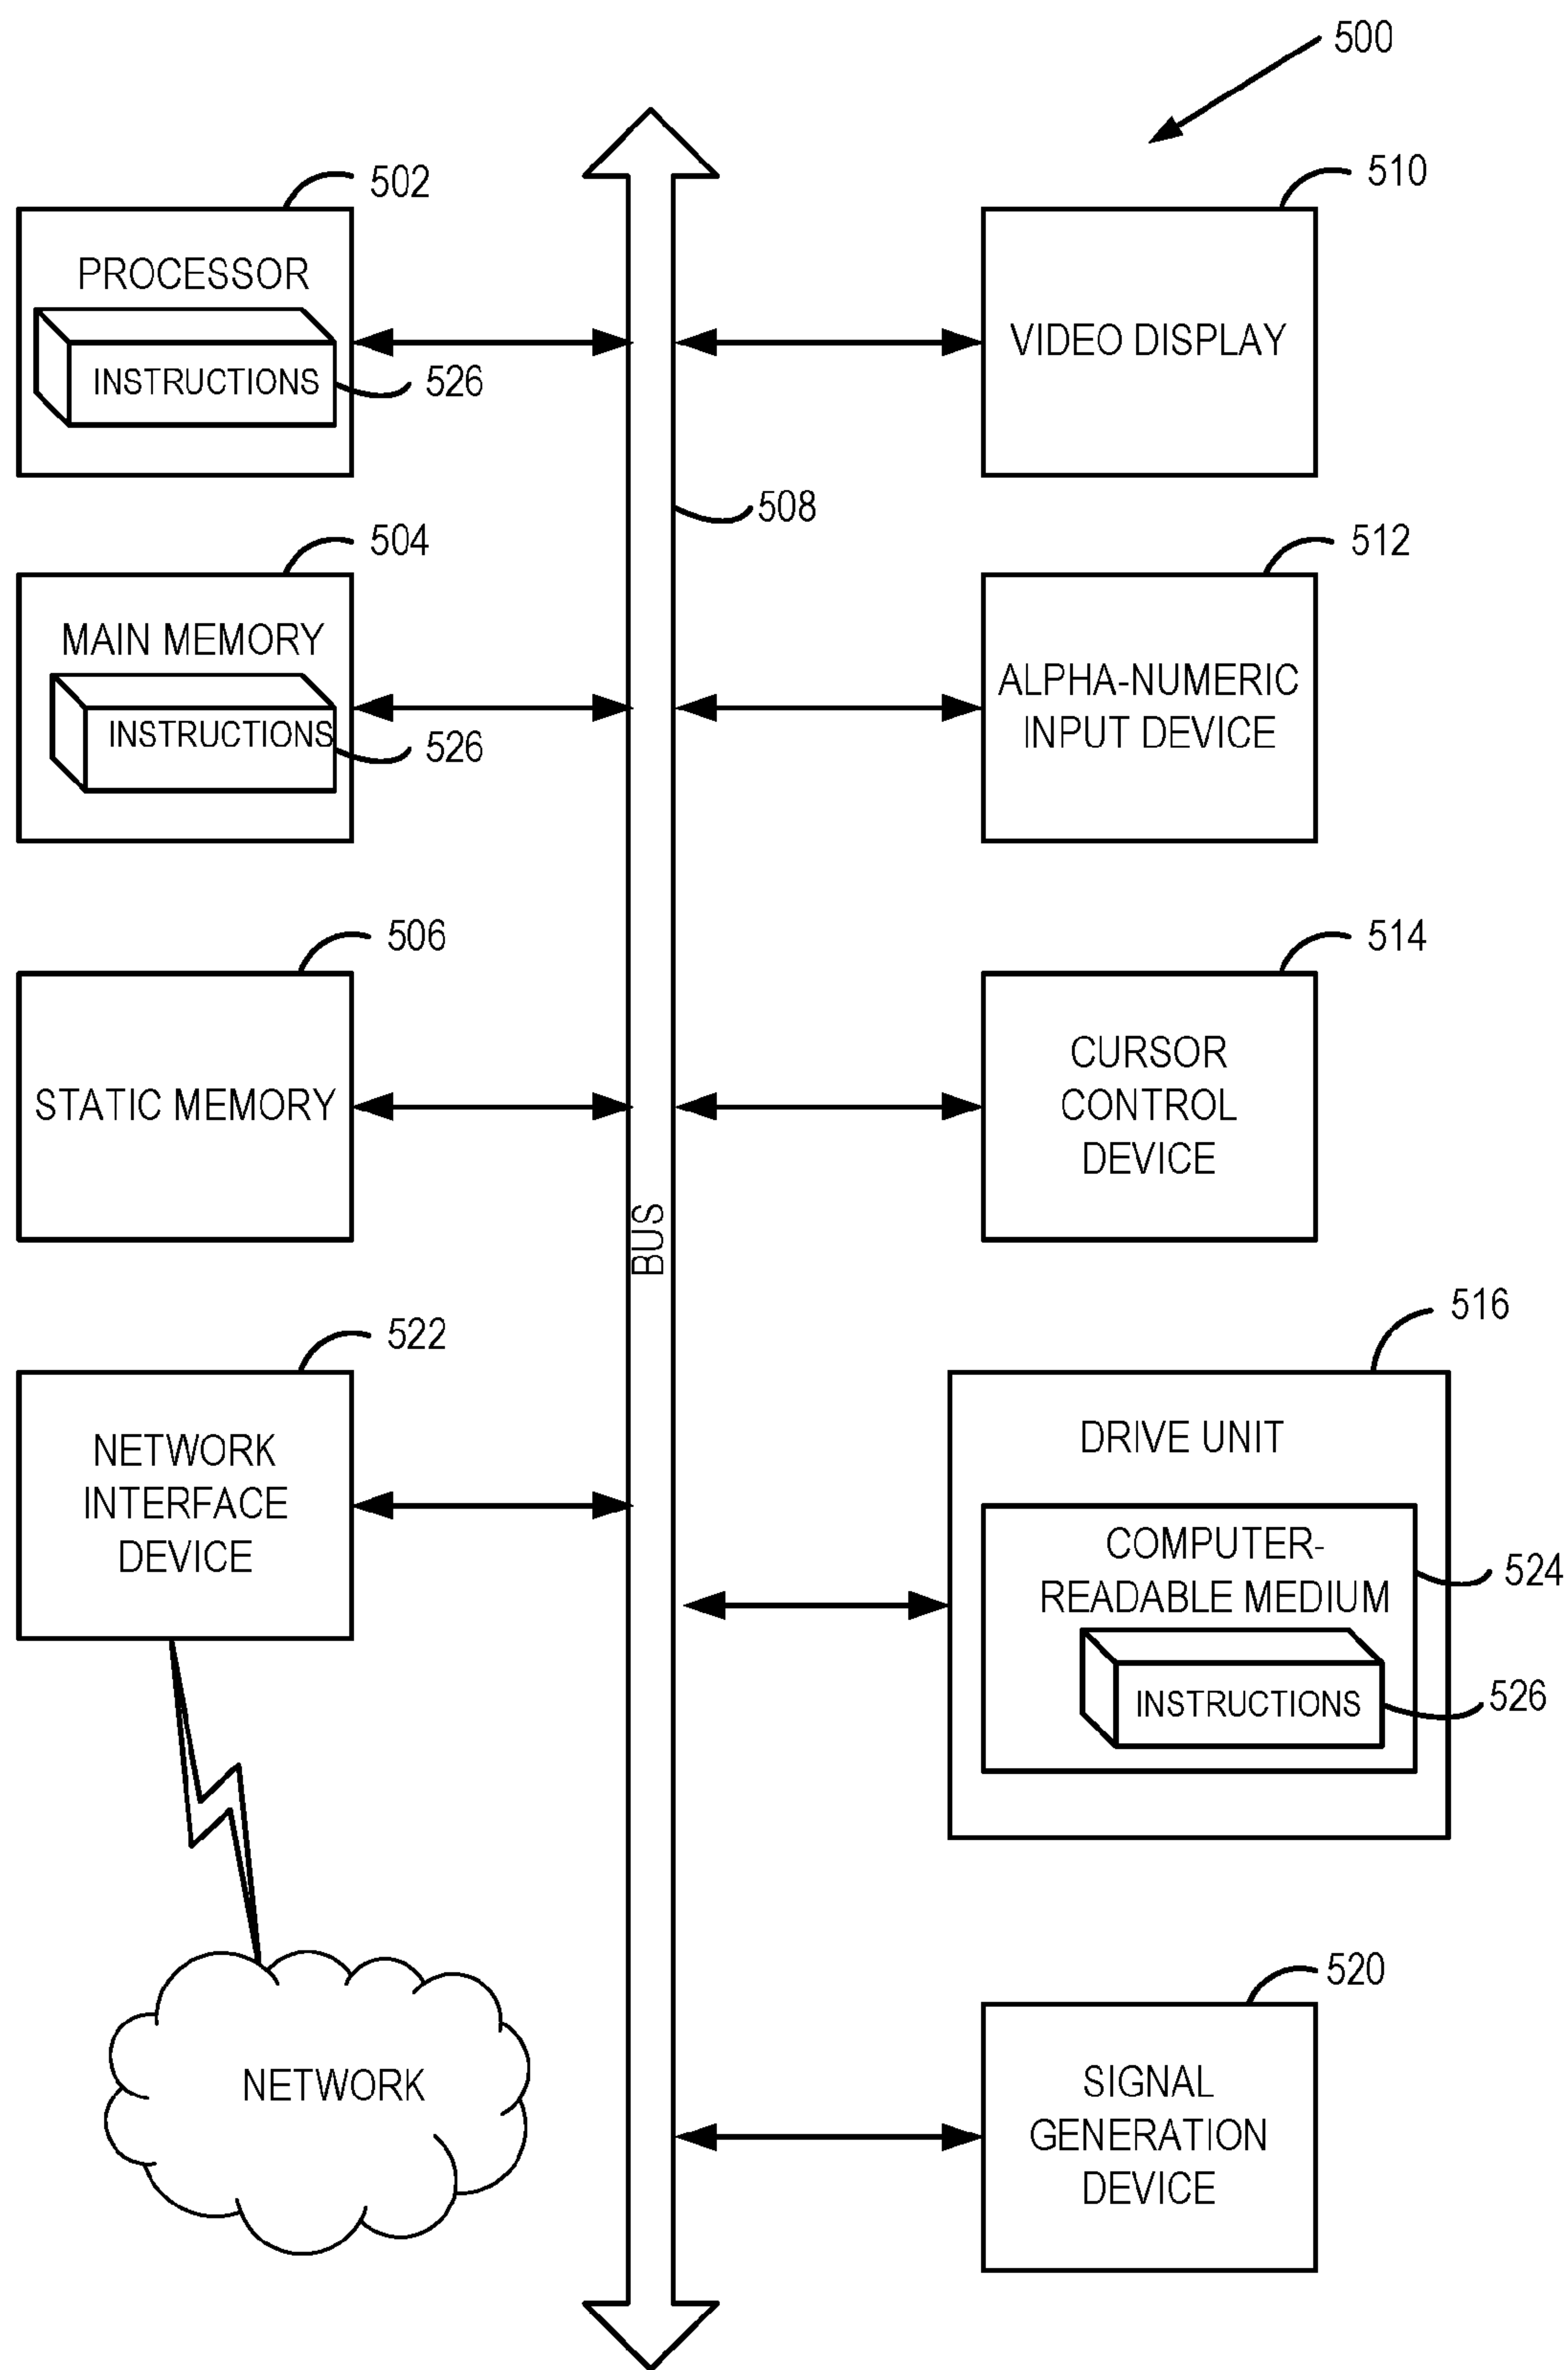 500
502
PROCESSOR
INSTRUCTIONS
526
510
VIDEO DISPLAY
508
504
MAIN MEMORY
INSTRUCTIONS
526
512
ALPHA-NUMERIC
INPUT DEVICE
506
STATIC MEMORY
514
CURSOR
CONTROL
DEVICE
BUS
522
NETWORK
INTERFACE
DEVICE
516
DRIVE UNIT
COMPUTER-
READABLE MEDIUM
524
INSTRUCTIONS
526
NETWORK
520
SIGNAL
GENERATION
DEVICE